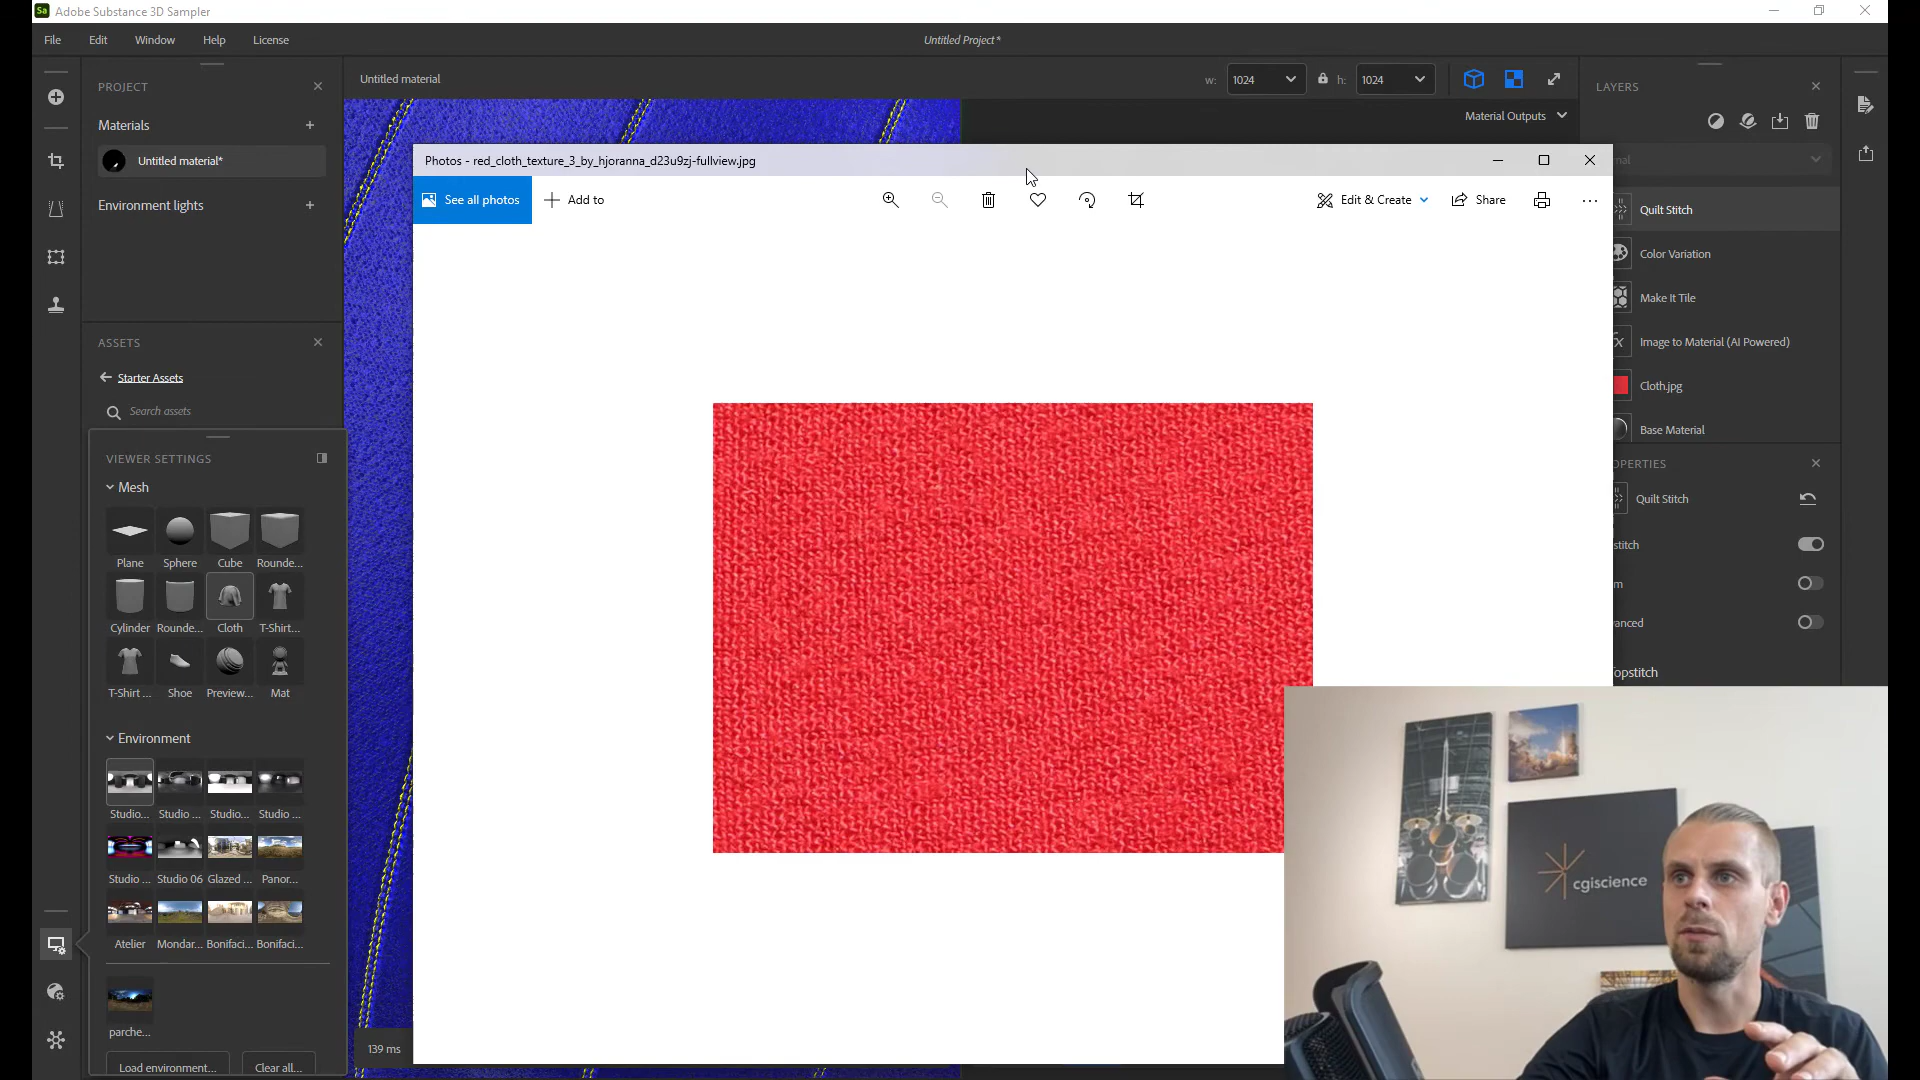 Sa Adobe Substance 3D Sampler
File Edit Window Help License
Untitled Project*
PROJECT
Materials
Untitled material*
Environment lights
ASSETS
Starter Assets
Search assets
VIEWER SETTINGS
Mesh
Plane Sphere Cube Rounde...
Cylinder Rounde... Cloth T-Shirt...
T-Shirt ... Shoe Preview... Mat
Environment
Studio... Studio ... Studio... Studio ...
Studio ... Studio 06 Glazed ... Panor...
Atelier Mondar... Bonifaci... Bonifaci...
parche...
Load environment... Clear all...
Untitled material
w: 1024 h: 1024
Material Outputs
Photos - red_cloth_texture_3_by_hjoranna_d23u9zj-fullview.jpg
See all photos Add to Edit & Create Share
139 ms
LAYERS
nal
Quilt Stitch
Color Variation
Make It Tile
Image to Material (AI Powered)
Cloth.jpg
Base Material
OPERTIES
Quilt Stitch
stitch
m
anced
Topstitch
cgiscience